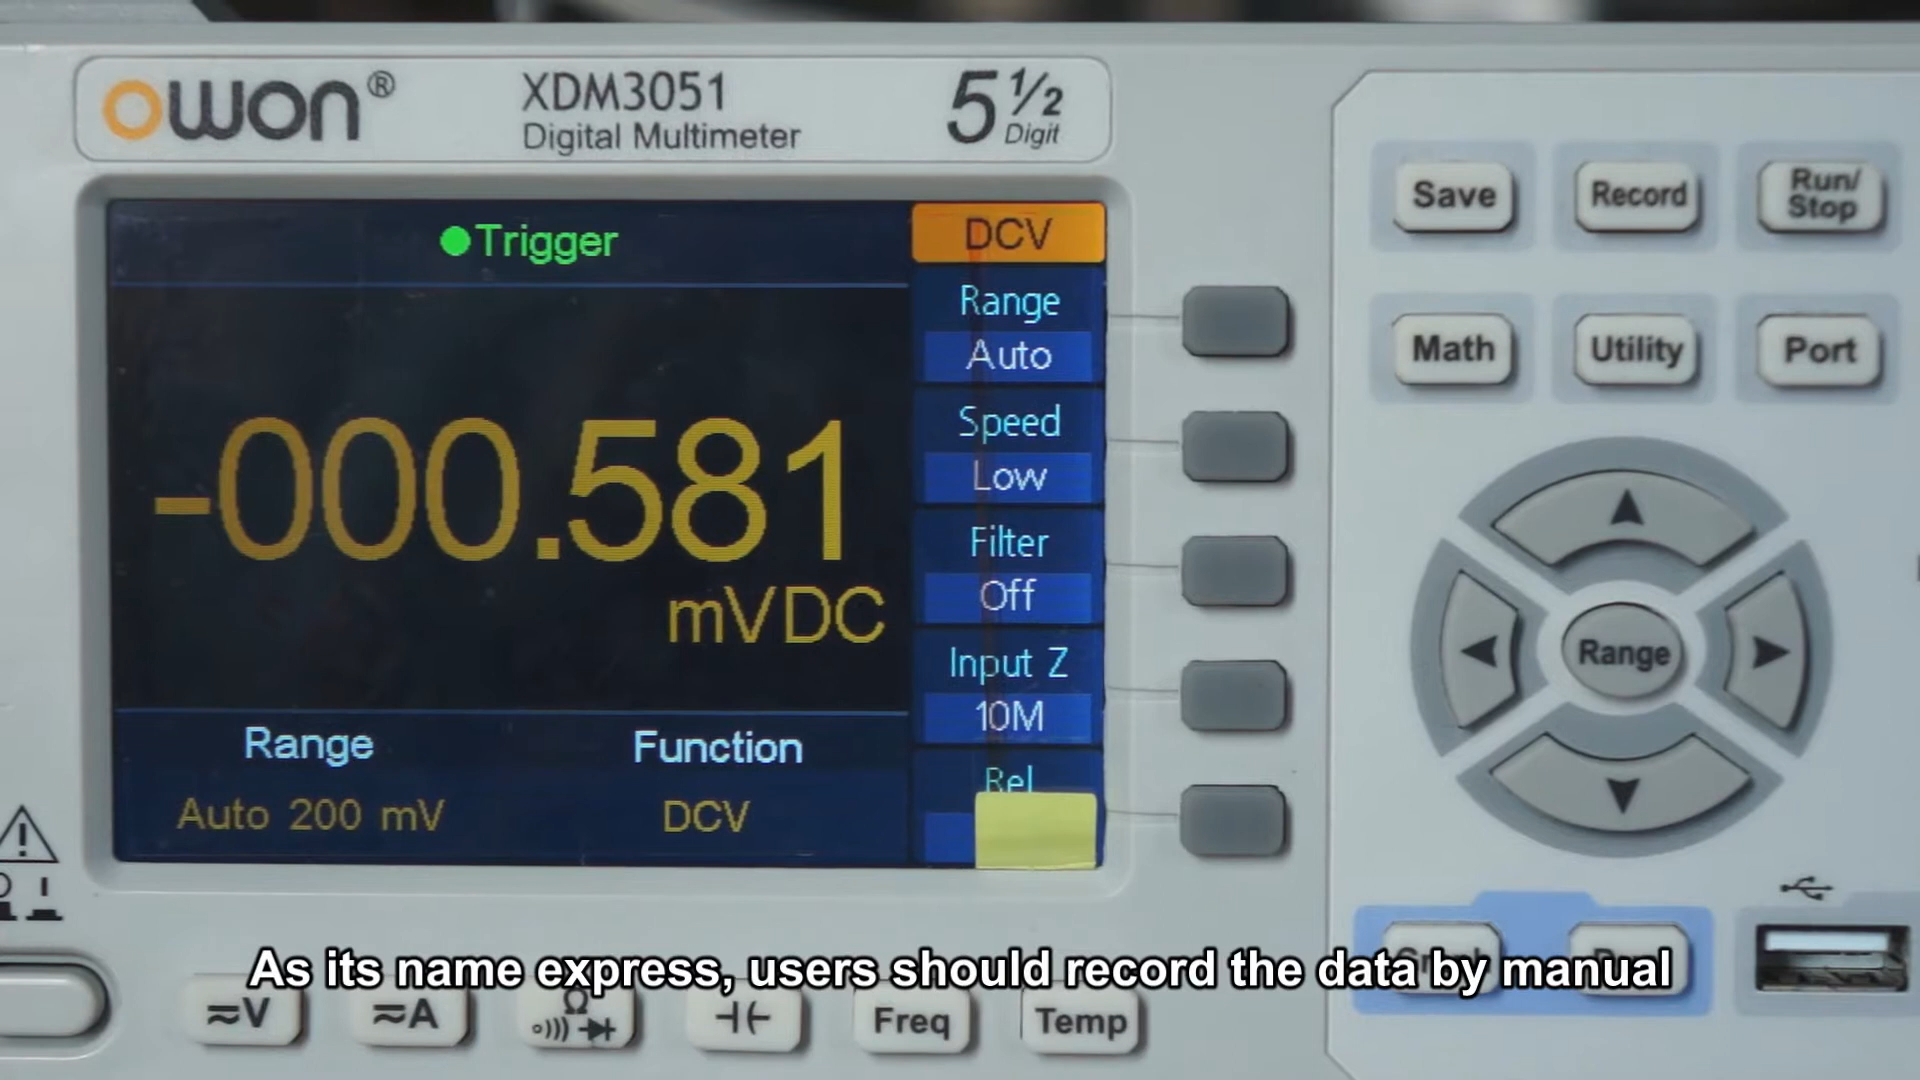 owon®
XDM3051
Digital Multimeter
5 1/2
Digit
Trigger
-000.581
mVDC
Range
Auto 200 mV
Function
DCV
DCV
Range
Auto
Speed
Low
Filter
Off
Input Z
10M
Rel
Save
Record
Run/
Stop
Math
Utility
Port
Range
≂V
≂A
Ω
Freq
Temp
As its name express, users should record the data by manual